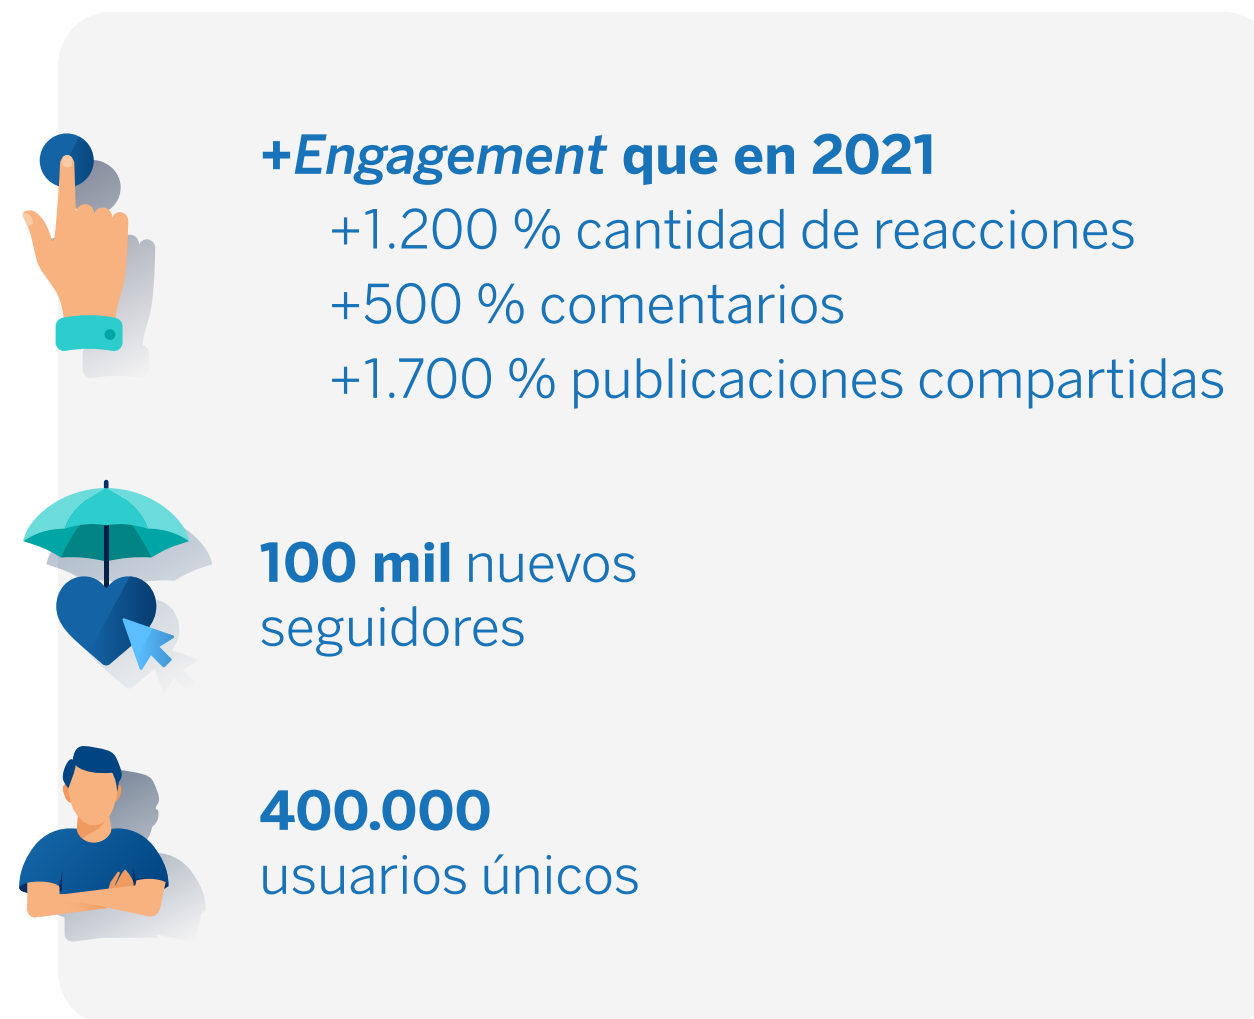 +Engagement que en 2021
+1.200 % cantidad de reacciones
+500 % comentarios
+1.700 % publicaciones compartidas
100 mil nuevos
seguidores
400.000
usuarios únicos